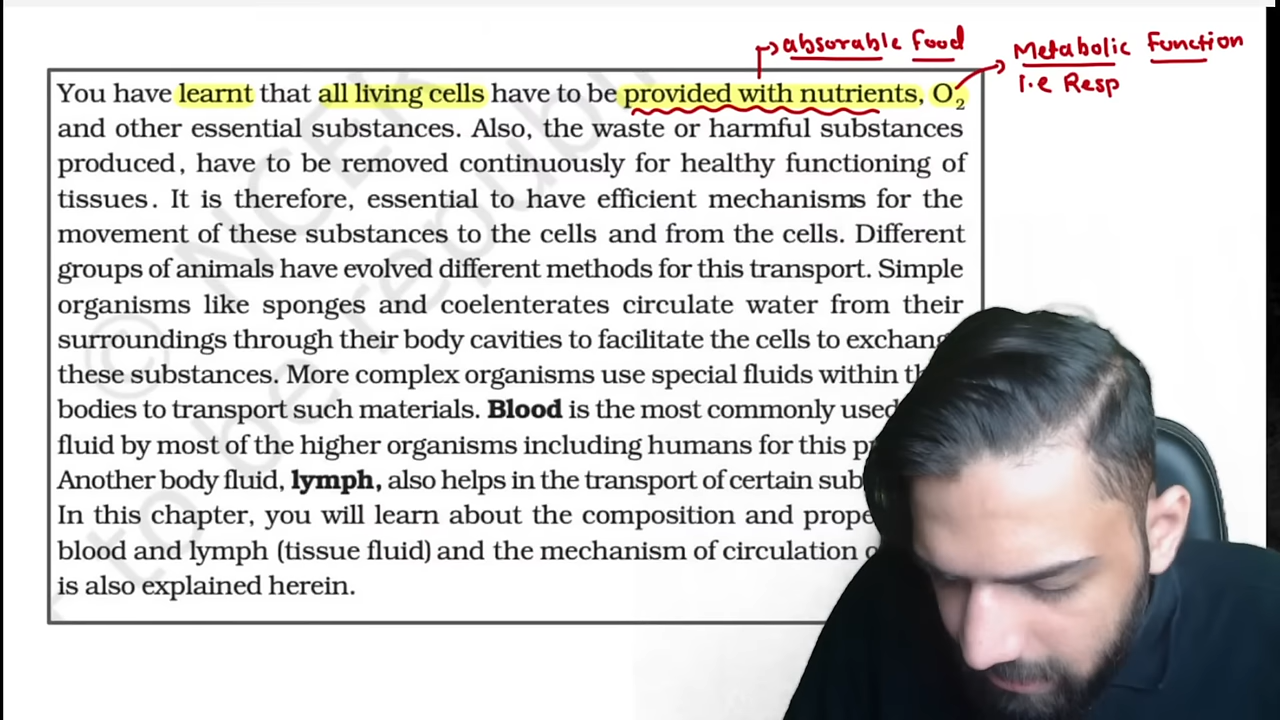 absorable Food
Metabolic Function
i.e Resp
You have learnt that all living cells have to be provided with nutrients, O2
and other essential substances. Also, the waste or harmful substances
produced, have to be removed continuously for healthy functioning of
tissues. It is therefore, essential to have efficient mechanisms for the
movement of these substances to the cells and from the cells. Different
groups of animals have evolved different methods for this transport. Simple
organisms like sponges and coelenterates circulate water from their
surroundings through their body cavities to facilitate the cells to exchang
these substances. More complex organisms use special fluids within
bodies to transport such materials. Blood is the most commonly used
fluid by most of the higher organisms including humans for this p
Another body fluid, lymph, also helps in the transport of certain sub
In this chapter, you will learn about the composition and prope
blood and lymph (tissue fluid) and the mechanism of circulation
is also explained herein.